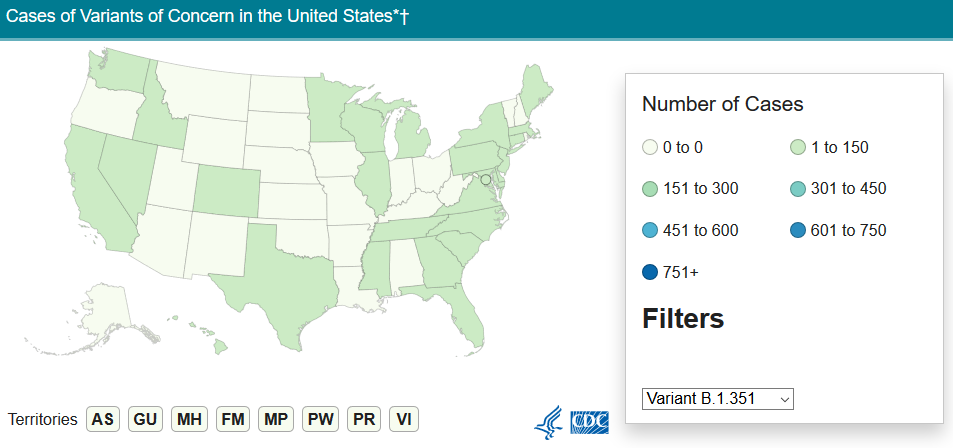 Cases of Variants of Concern in the United States*†
Number of Cases
0 to 0
1 to 150
151 to 300
301 to 450
451 to 600
601 to 750
751+
Filters
Variant B.1.351
Territories AS GU MH FM MP PW PR VI
CDC